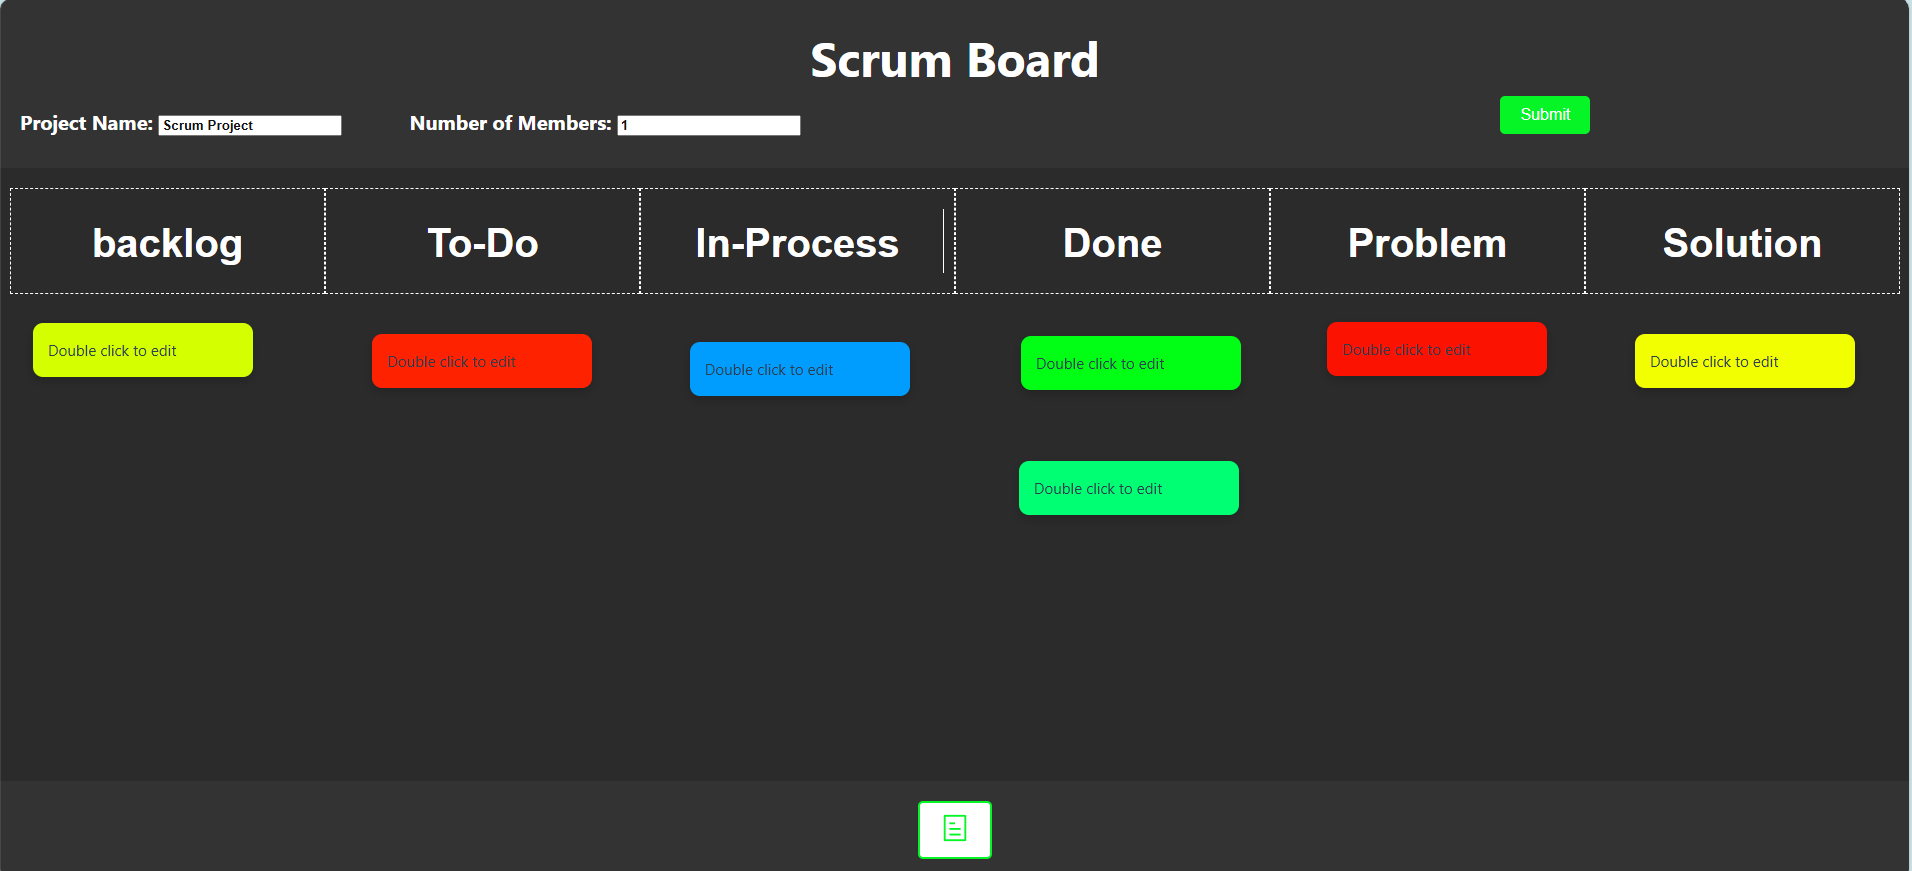 Scrum Board
Project Name: Scrum Project Number of Members: 1 Submit
backlog To-Do In-Process Done Problem Solution
Double click to edit Double click to edit Double click to edit Double click to edit Double click to edit Double click to edit
Double click to edit